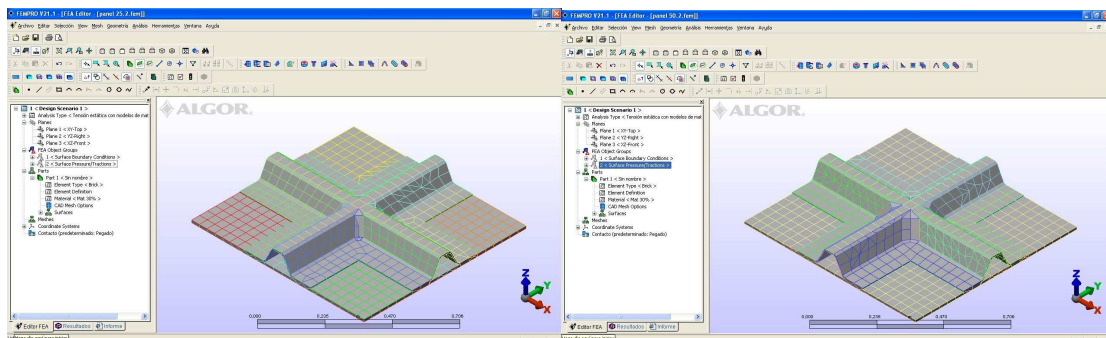 FEMPRO V21.1 - [FEA Editor - [panel 25.2.fem]]
Archivo Editar Selección View Mesh Geometría Análisis Herramientas Ventana Ayuda
1 < Design Scenario 1 >
Analysis Type < Tensión estática con modelos de mat
Planes
Plane 1 < XY-Top >
Plane 2 < YZ-Right >
Plane 3 < XZ-Front >
FEA Object Groups
1 < Surface Boundary Conditions >
2 < Surface Pressure/Tractions >
Parts
Part 1 < Sin nombre >
Element Type < Brick >
Element Definition
Material < Mat 30% >
CAD Mesh Options
Surfaces
Meshes
Coordinate Systems
Contacto (predeterminado: Pegado)
ALGOR.
Z
Y
X
0,000 0,235 0,470 0,706
Editor FEA Resultados Informe
FEMPRO V21.1 - [FEA Editor - [panel 50.2.fem]]
Archivo Editar Selección View Mesh Geometría Análisis Herramientas Ventana Ayuda
1 < Design Scenario 1 >
Analysis Type < Tensión estática con modelos de mat
Planes
Plane 1 < XY-Top >
Plane 2 < YZ-Right >
Plane 3 < XZ-Front >
FEA Object Groups
1 < Surface Boundary Conditions >
2 < Surface Pressure/Tractions >
Parts
Part 1 < Sin nombre >
Element Type < Brick >
Element Definition
Material < Mat 30% >
CAD Mesh Options
Surfaces
Meshes
Coordinate Systems
Contacto (predeterminado: Pegado)
ALGOR.
Z
Y
X
0,000 0,235 0,470 0,706
Editor FEA Resultados Informe